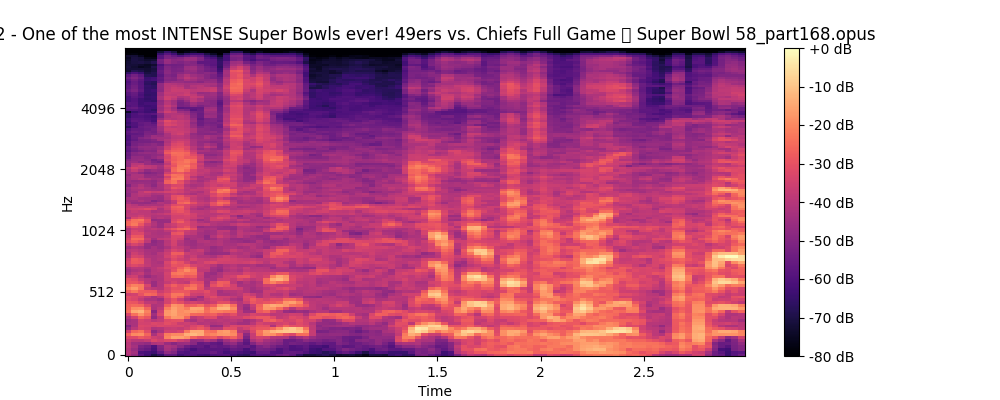 2 - One of the most INTENSE Super Bowls ever! 49ers vs. Chiefs Full Game ▯ Super Bowl 58_part168.opus
+0 dB
-10 dB
-20 dB
-30 dB
-40 dB
-50 dB
-60 dB
-70 dB
-80 dB
4096
2048
1024
512
0
Hz
0 0.5 1 1.5 2 2.5
Time